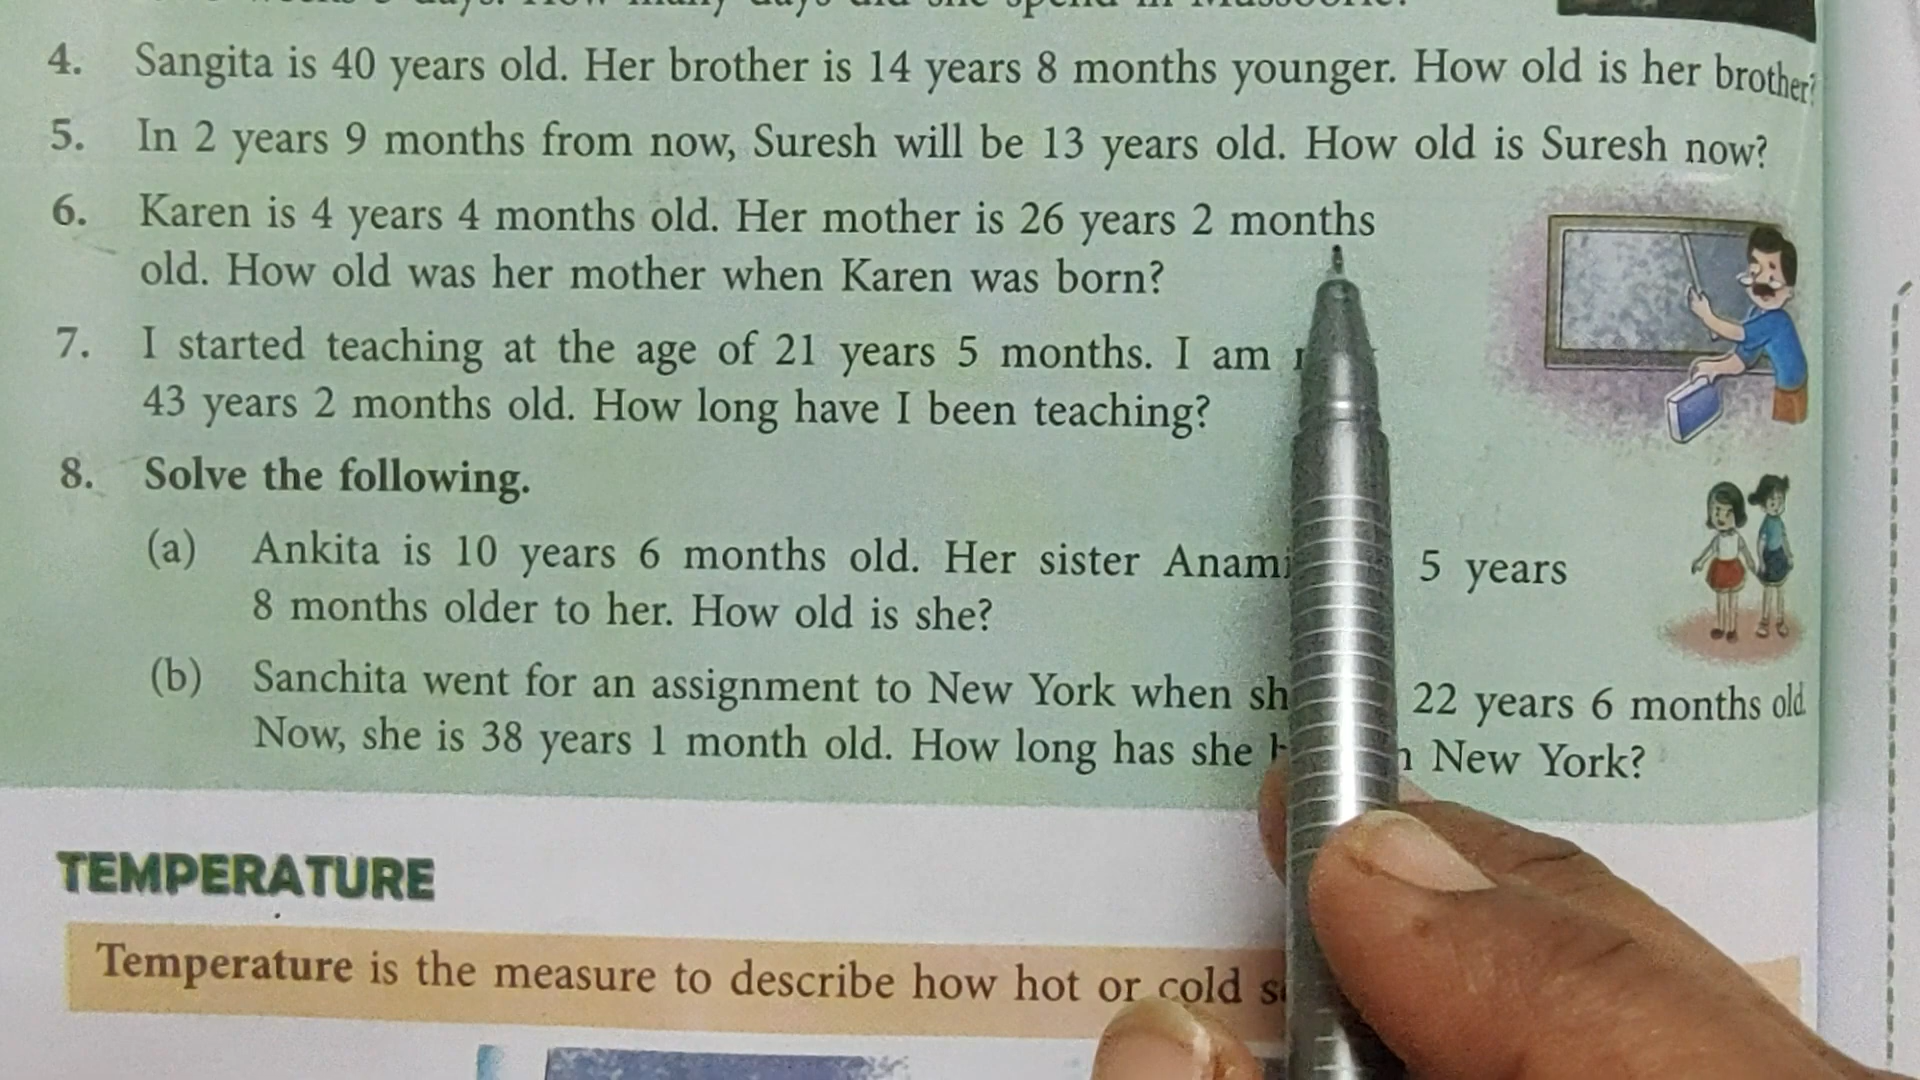 4. Sangita is 40 years old. Her brother is 14 years 8 months younger. How old is her brother?
5. In 2 years 9 months from now, Suresh will be 13 years old. How old is Suresh now?
6. Karen is 4 years 4 months old. Her mother is 26 years 2 months
old. How old was her mother when Karen was born?
7. I started teaching at the age of 21 years 5 months. I am
43 years 2 months old. How long have I been teaching?
8. Solve the following.
(a) Ankita is 10 years 6 months old. Her sister 5 years
8 months older to her. How old is she?
(b) Sanchita went for an assignment to New York when 22 years 6 months old.
Now, she is 38 years 1 month old. How long has she New York?
TEMPERATURE
Temperature is the measure to describe how hot or cold